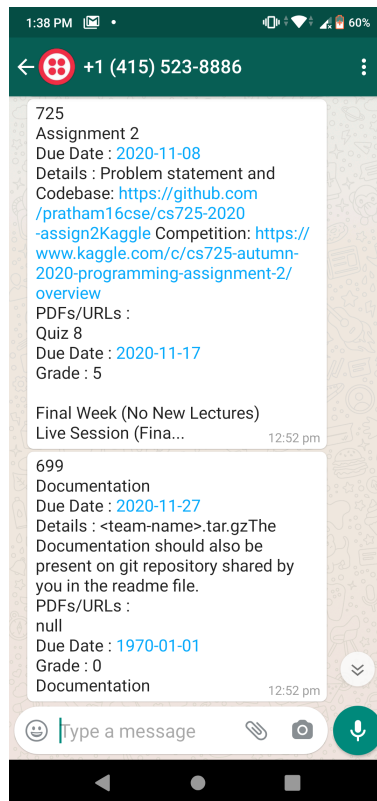 1:38 PM
60%
+1 (415) 523-8886
725
Assignment 2
Due Date : 2020-11-08
Details : Problem statement and
Codebase: https://github.com
/pratham16cse/cs725-2020
-assign2Kaggle Competition: https://
www.kaggle.com/c/cs725-autumn-
2020-programming-assignment-2/
overview
PDFs/URLs :
Quiz 8
Due Date : 2020-11-17
Grade : 5
Final Week (No New Lectures)
Live Session (Fina...
12:52 pm
699
Documentation
Due Date : 2020-11-27
Details : <team-name>.tar.gzThe
Documentation should also be
present on git repository shared by
you in the readme file.
PDFs/URLs :
null
Due Date : 1970-01-01
Grade : 0
Documentation
12:52 pm
Type a message